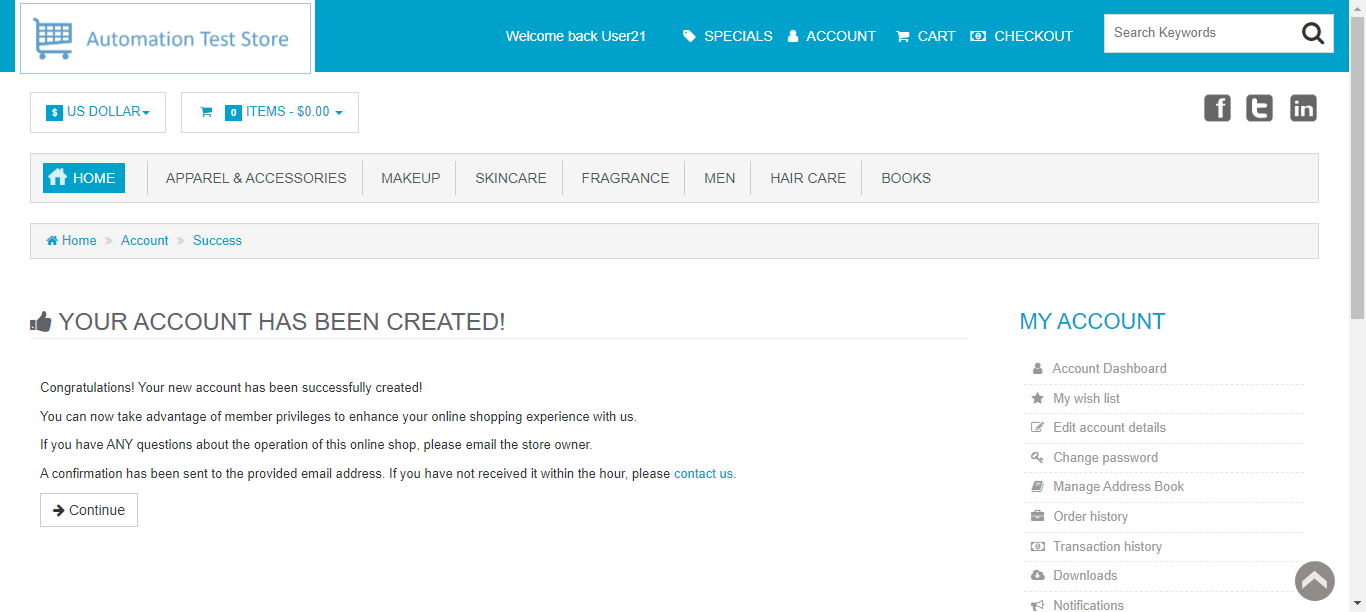 Automation Test Store
Welcome back User21
SPECIALS ACCOUNT CART CHECKOUT
Search Keywords
$ US DOLLAR
0 ITEMS - $0.00
f t in
HOME APPAREL & ACCESSORIES MAKEUP SKINCARE FRAGRANCE MEN HAIR CARE BOOKS
Home » Account » Success
YOUR ACCOUNT HAS BEEN CREATED!
Congratulations! Your new account has been successfully created!
You can now take advantage of member privileges to enhance your online shopping experience with us.
If you have ANY questions about the operation of this online shop, please email the store owner.
A confirmation has been sent to the provided email address. If you have not received it within the hour, please contact us.
Continue
MY ACCOUNT
Account Dashboard
My wish list
Edit account details
Change password
Manage Address Book
Order history
Transaction history
Downloads
Notifications